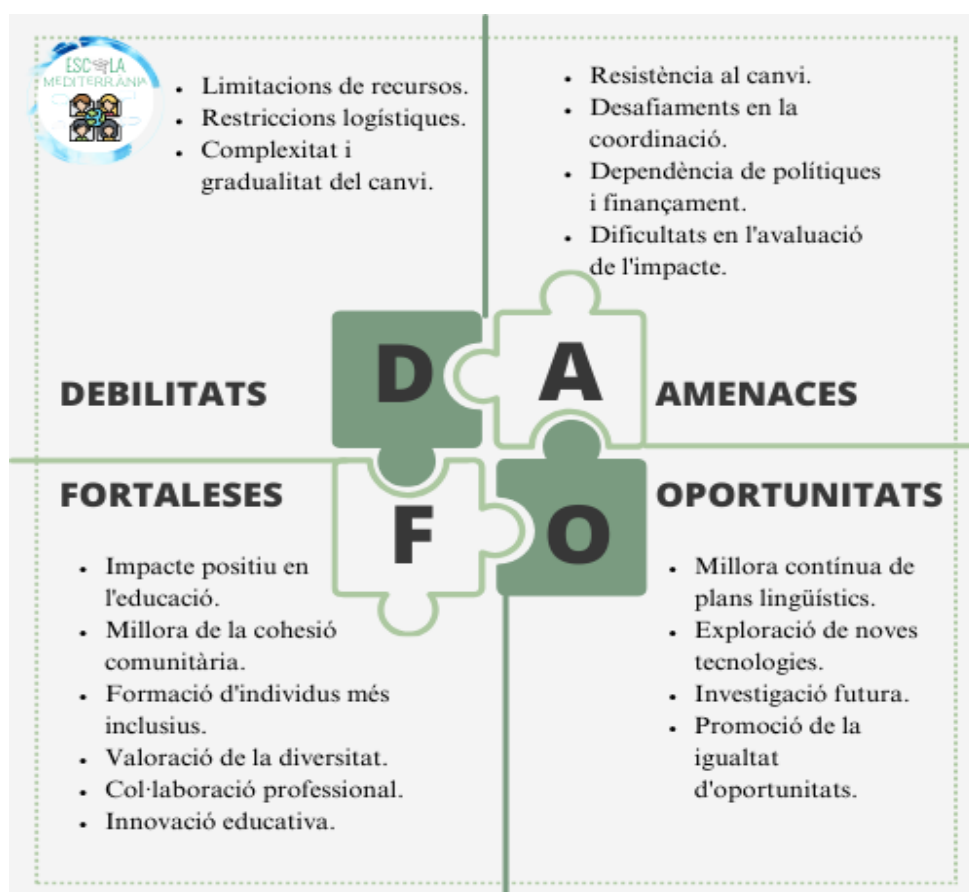 ESCOLA
MEDITERRÀNIA
• Limitacions de recursos.
• Restriccions logístiques.
• Complexitat i
gradualitat del canvi.
DEBILITATS
• Resistència al canvi.
• Desafiaments en la
coordinació.
• Dependència de polítiques
i finançament.
• Dificultats en l'avaluació
de l'impacte.
AMENACES
D
A
F
O
FORTALESES
• Impacte positiu en
l'educació.
• Millora de la cohesió
comunitària.
• Formació d'individus més
inclusius.
• Valoració de la diversitat.
• Col·laboració professional.
• Innovació educativa.
OPORTUNITATS
• Millora contínua de
plans lingüístics.
• Exploració de noves
tecnologies.
• Investigació futura.
• Promoció de la
igualtat
d'oportunitats.